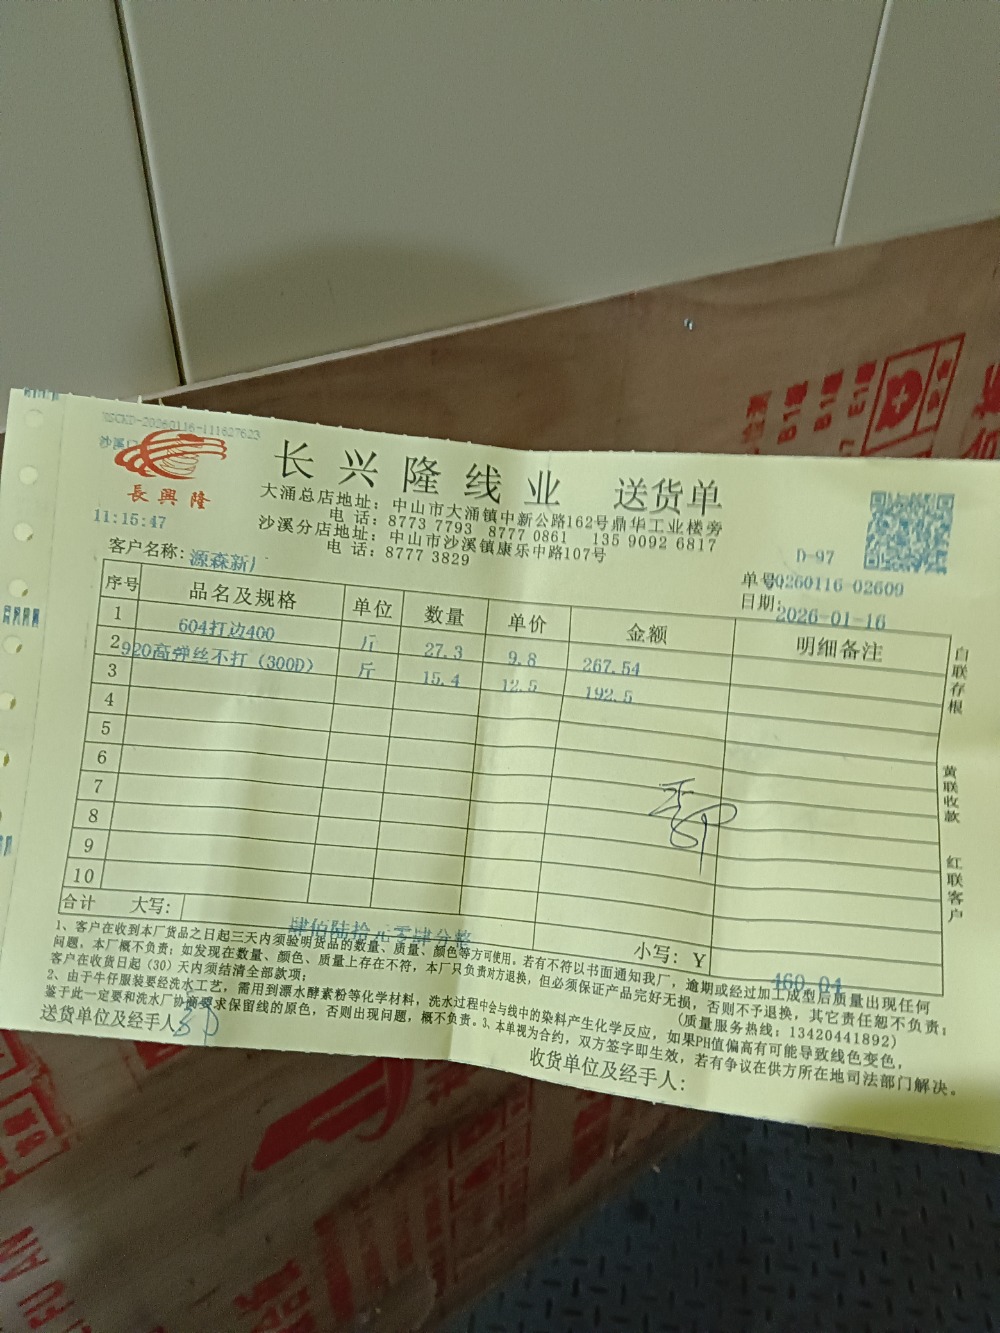 XSCKD-20260116-111627623
長興隆
11:15:47
长兴隆线业 送货单
大涌总店地址：中山市大涌镇中新公路162号鼎华工业楼旁
电 话：8773 7793 8777 0861 135 9092 6817
沙溪分店地址：中山市沙溪镇康乐中路107号
电 话：8777 3829
D-97
客户名称：源森新厂
单号20260116-02609
日期：2026-01-16
序号 品名及规格 单位 数量 单价 金额 明细备注
1 604打边400 斤 27.3 9.8 267.54
2 920高弹丝不打（300D） 斤 15.4 12.5 192.5
3
4
5
6
7
8
9
10
合计 大写：肆佰陆拾元零肆分整 小写：Y 460.04
白联存根
黄联收款
红联客户
1、客户在收到本厂货品之日起三天内须验明货品的数量、质量、颜色等方可使用，若有不符以书面通知我厂，逾期或经过加工成型后质量出现任何
问题，本厂概不负责；如发现在数量、颜色、质量上存在不符，本厂只负责对方退换，但必须保证产品完好无损，否则不予退换，其它责任恕不负责；
客户在收货日起（30）天内须结清全部款项；
(质量服务热线：13420441892)
2、由于牛仔服装要经洗水工艺，需用到漂水酵素粉等化学材料，洗水过程中会与线中的染料产生化学反应，如果PH值偏高有可能导致线色变色，
鉴于此一定要和洗水厂协商要求保留线的原色，否则出现问题，概不负责。3、本单视为合约，双方签字即生效，若有争议在供方所在地司法部门解决。
送货单位及经手人：
收货单位及经手人：
B1级
B1级
E1级